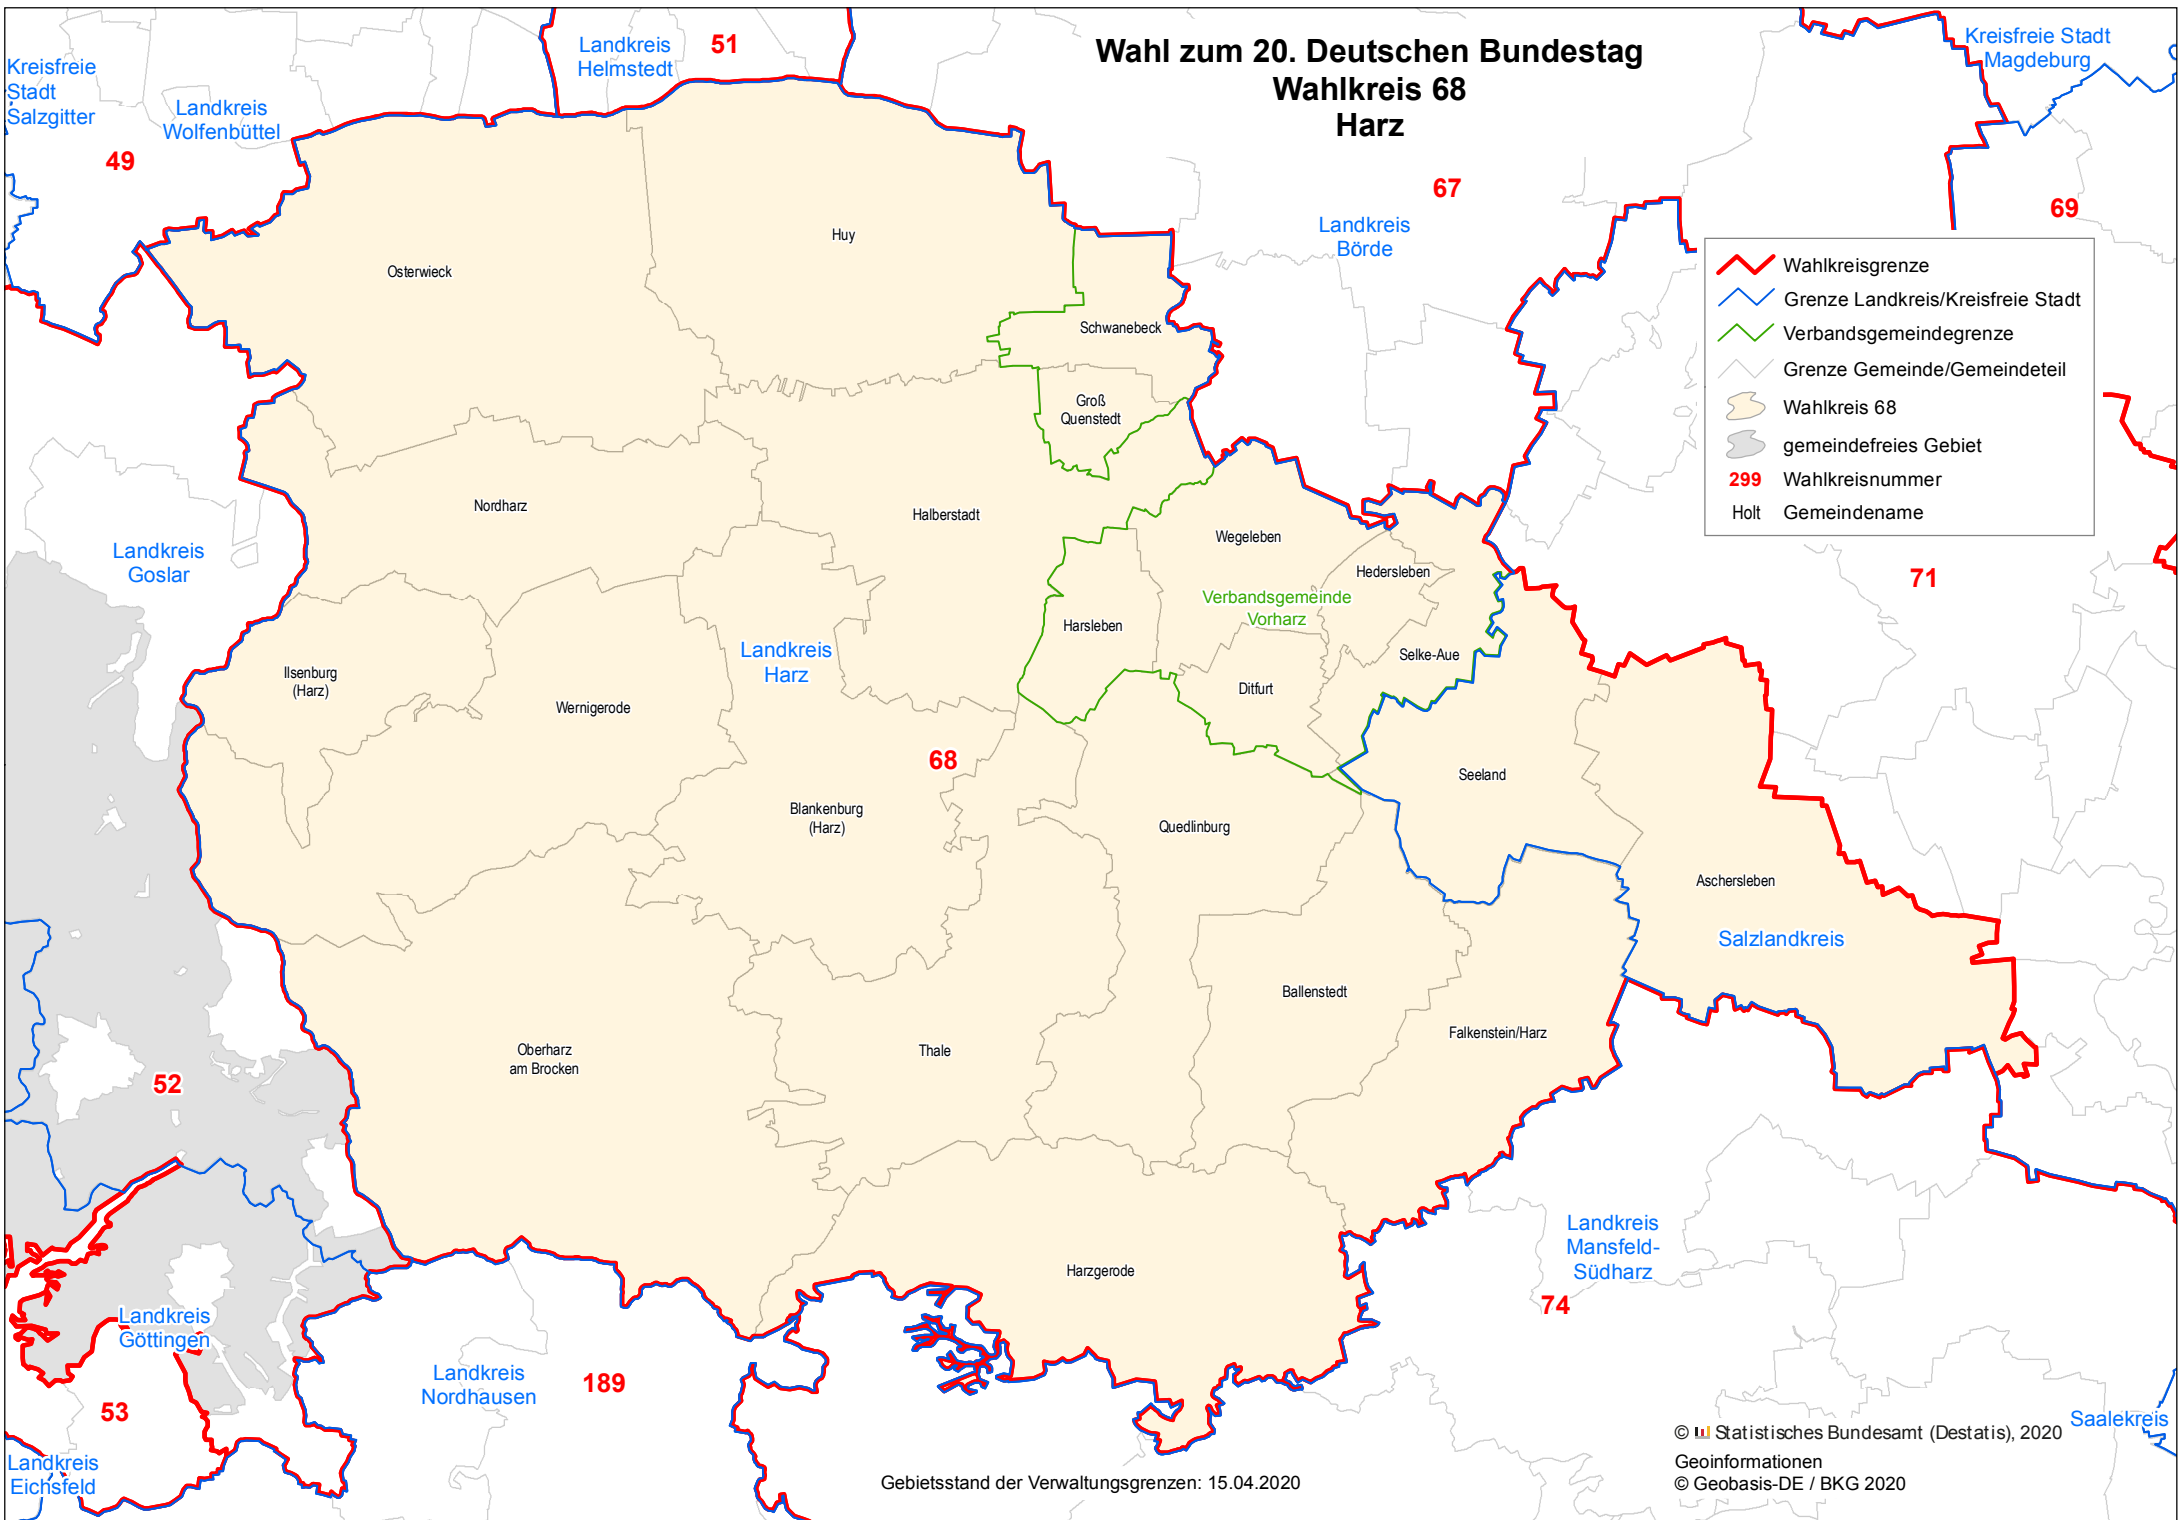 Wahl zum 20. Deutschen Bundestag
Wahlkreis 68
Harz
Kreisfreie
Stadt
Salzgitter
Landkreis
Wolfenbüttel
49
Landkreis
Helmstedt
51
67
Landkreis
Börde
Kreisfreie Stadt
Magdeburg
69
Wahlkreisgrenze
Grenze Landkreis/Kreisfreie Stadt
Verbandsgemeindegrenze
Grenze Gemeinde/Gemeindeteil
Wahlkreis 68
gemeindefreies Gebiet
299 Wahlkreisnummer
Holt Gemeindename
Osterwieck
Huy
Schwanebeck
Groß
Quenstedt
Nordharz
Halberstadt
Wegeleben
Hedersleben
Landkreis
Goslar
71
Verbandsgemeinde
Vorharz
Harsleben
Selke-Aue
Ditfurt
Ilsenburg
(Harz)
Wernigerode
Landkreis
Harz
68
Seeland
Blankenburg
(Harz)
Quedlinburg
Aschersleben
Salzlandkreis
Ballenstedt
Falkenstein/Harz
Oberharz
am Brocken
Thale
52
Harzgerode
Landkreis
Mansfeld-
Südharz
74
Landkreis
Göttingen
53
Landkreis
Nordhausen
189
Landkreis
Eichsfeld
Saalekreis
Gebietsstand der Verwaltungsgrenzen: 15.04.2020
© Statistisches Bundesamt (Destatis), 2020
Geoinformationen
© Geobasis-DE / BKG 2020